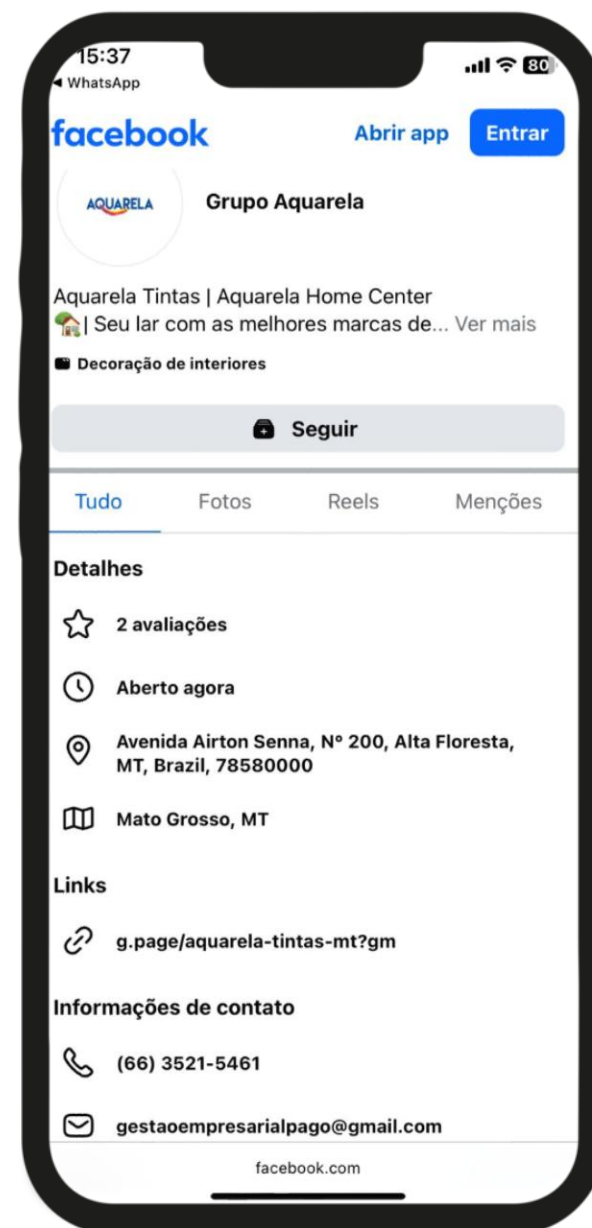 15:37
80
◂ WhatsApp
facebook
Abrir app
Entrar
AQUARELA
Grupo Aquarela
Aquarela Tintas | Aquarela Home Center
🏡| Seu lar com as melhores marcas de... Ver mais
Decoração de interiores
Seguir
Tudo
Fotos
Reels
Menções
Detalhes
2 avaliações
Aberto agora
Avenida Airton Senna, Nº 200, Alta Floresta,
MT, Brazil, 78580000
Mato Grosso, MT
Links
g.page/aquarela-tintas-mt?gm
Informações de contato
(66) 3521-5461
gestaoempresarialpago@gmail.com
facebook.com